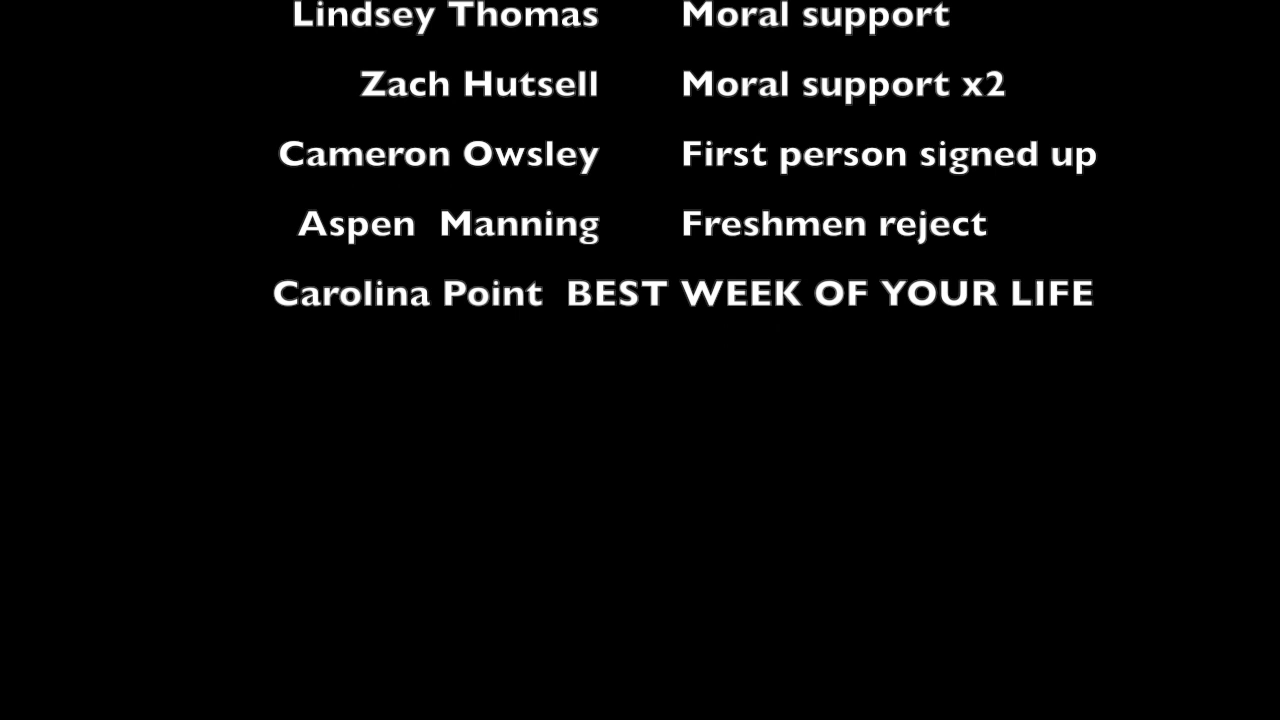 Lindsey Thomas Moral support
Zach Hutsell Moral support x2
Cameron Owsley First person signed up
Aspen Manning Freshmen reject
Carolina Point BEST WEEK OF YOUR LIFE